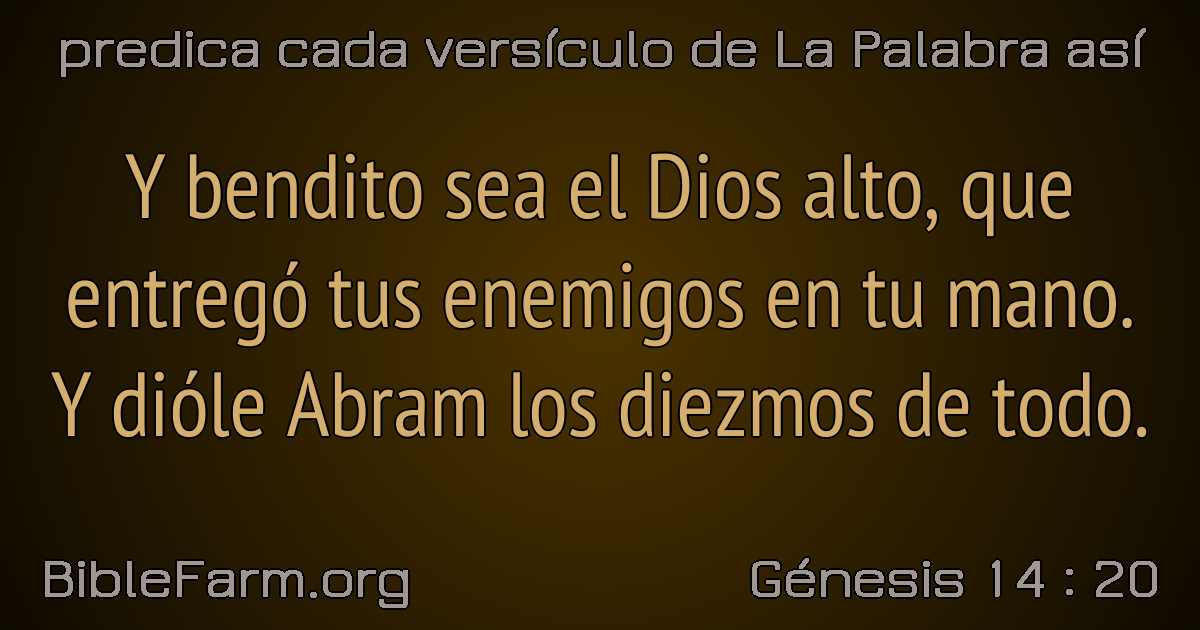 predica cada versículo de La Palabra así
Y bendito sea el Dios alto, que
entregó tus enemigos en tu mano.
Y dióle Abram los diezmos de todo.
BibleFarm.org
Génesis 14 : 20